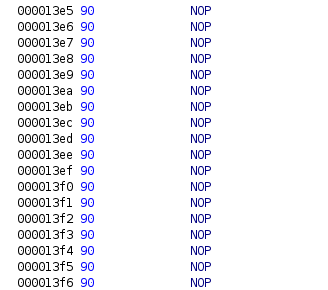 000013e5 90 NOP
000013e6 90 NOP
000013e7 90 NOP
000013e8 90 NOP
000013e9 90 NOP
000013ea 90 NOP
000013eb 90 NOP
000013ec 90 NOP
000013ed 90 NOP
000013ee 90 NOP
000013ef 90 NOP
000013f0 90 NOP
000013f1 90 NOP
000013f2 90 NOP
000013f3 90 NOP
000013f4 90 NOP
000013f5 90 NOP
000013f6 90 NOP